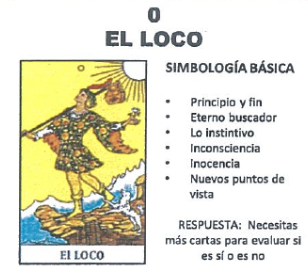 0
EL LOCO
SIMBOLOGÍA BÁSICA
• Principio y fin
• Eterno buscador
• Lo instintivo
• Inconsciencia
• Inocencia
• Nuevos puntos de
vista
RESPUESTA: Necesitas
más cartas para evaluar si
es sí o es no
El LOCO